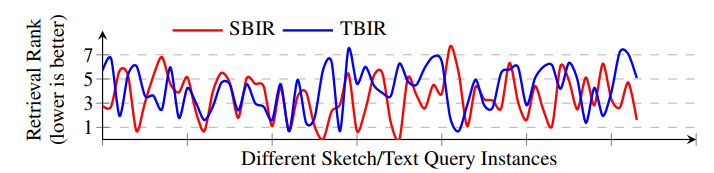 SBIR TBIR
Retrieval Rank
(lower is better)
7
5
3
1
Different Sketch/Text Query Instances